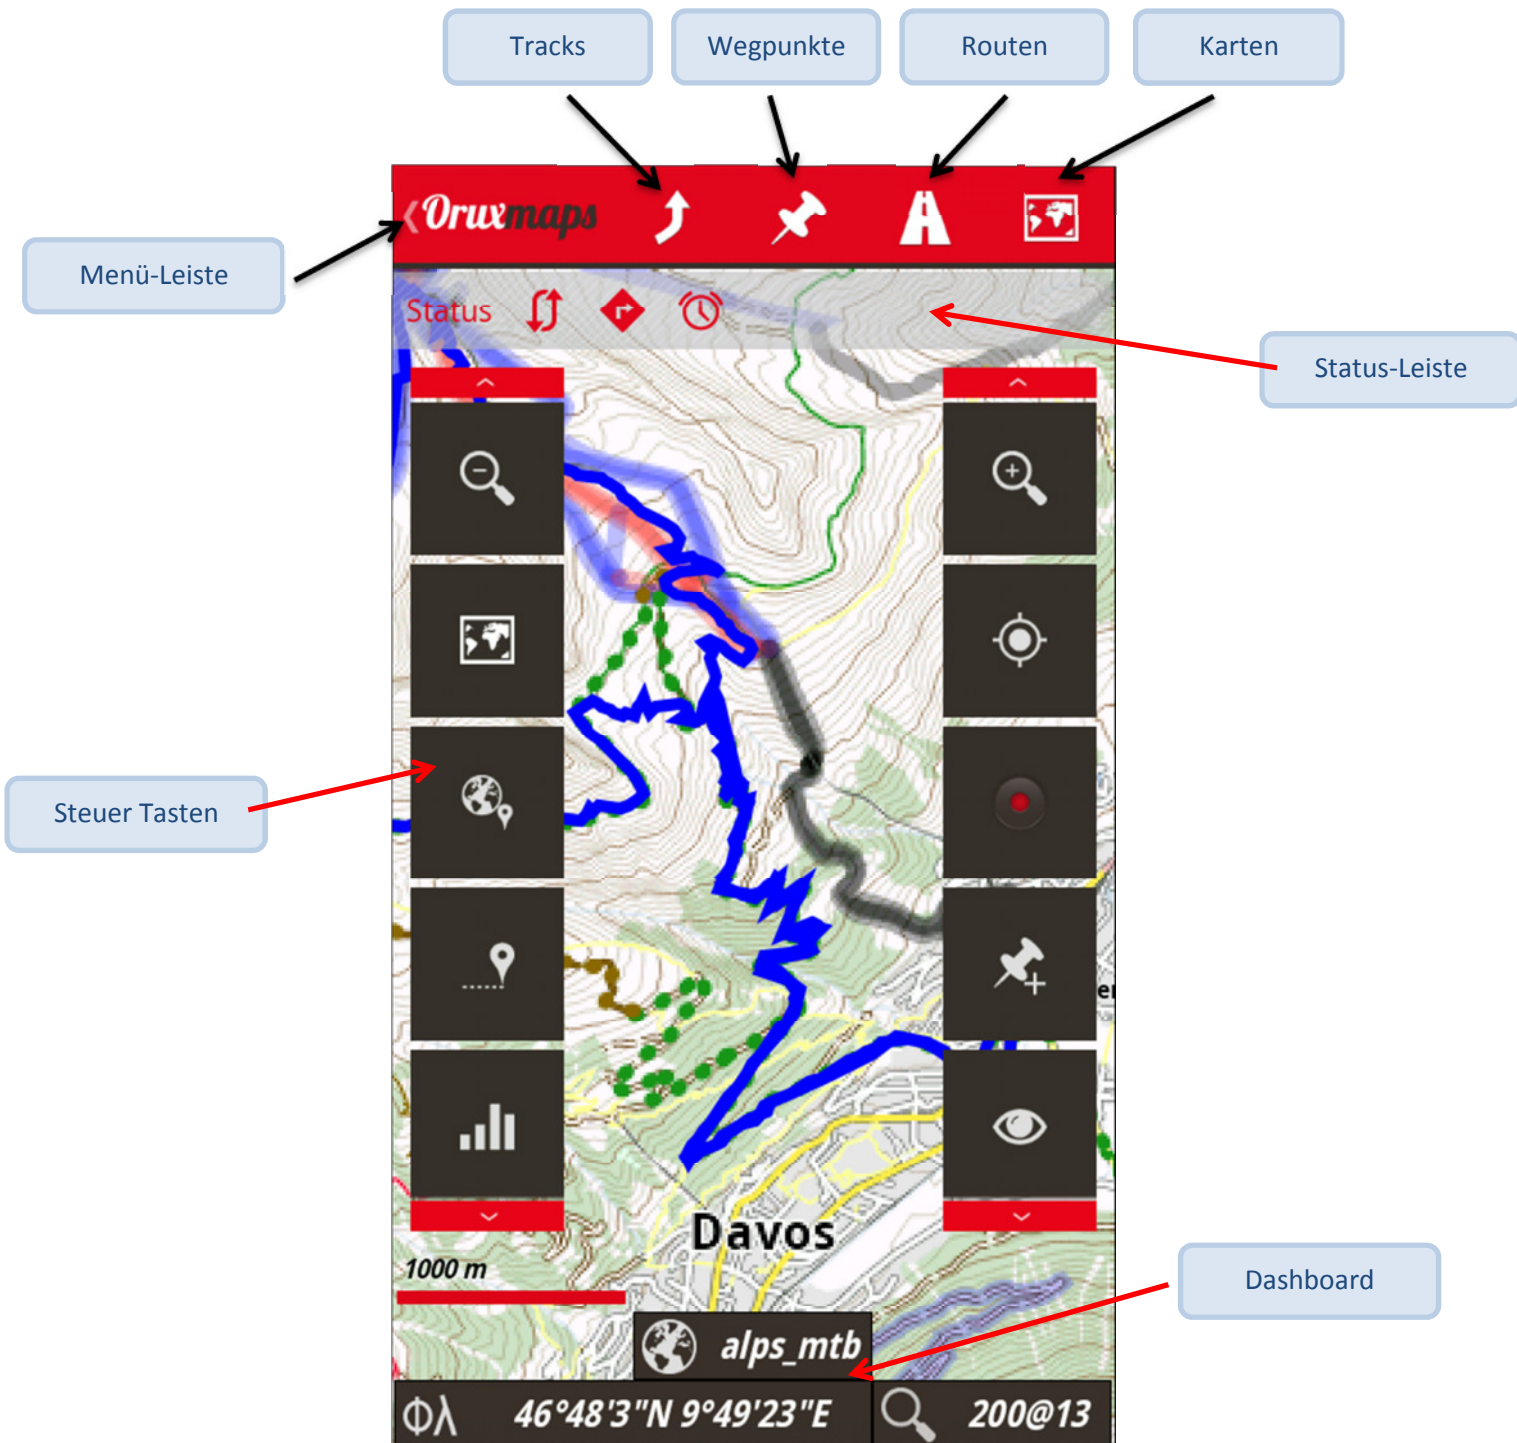 Tracks
Wegpunkte
Routen
Karten
Oruxmaps
Menü-Leiste
Status
Status-Leiste
Steuer Tasten
Davos
1000 m
Dashboard
alps_mtb
Φλ 46°48'3"N 9°49'23"E
200@13